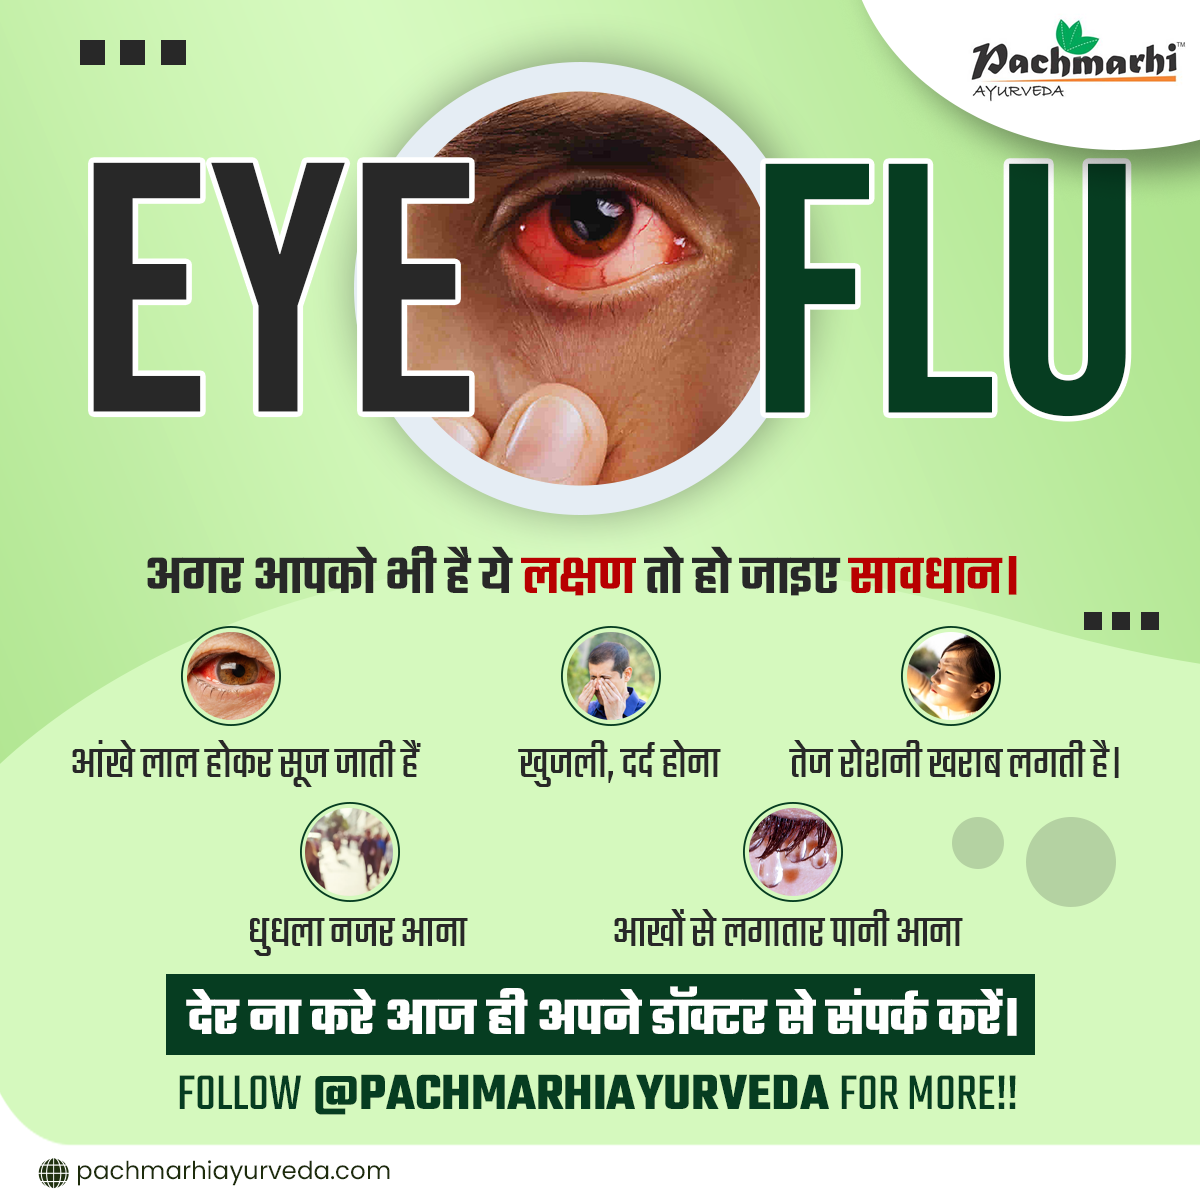 Pachmarhi™
AYURVEDA
EYE FLU
अगर आपको भी है ये लक्षण तो हो जाइए सावधान।
आंखे लाल होकर सूज जाती हैं
खुजली, दर्द होना
तेज रोशनी खराब लगती है।
धुधला नजर आना
आखों से लगातार पानी आना
देर ना करे आज ही अपने डॉक्टर से संपर्क करें।
FOLLOW @PACHMARHIAYURVEDA FOR MORE!!
pachmarhiayurveda.com